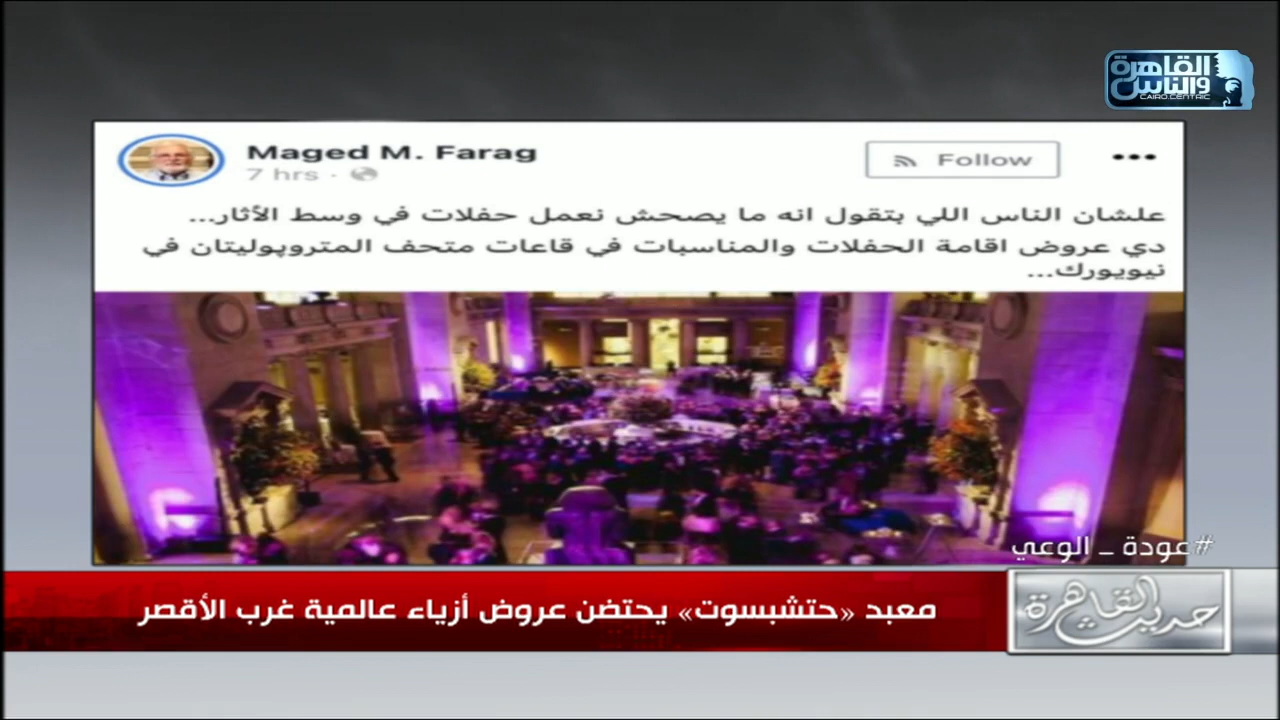 القاهرة
والناس
CAIRO.CENTRIC
Maged M. Farag
Follow
7 hrs ·
علشان الناس اللي بتقول انه ما يصحش نعمل حفلات في وسط الأثار...
دي عروض اقامة الحفلات والمناسبات في قاعات متحف المتروپوليتان في
نيويورك...
#عودة_الوعي
حديث القاهرة
معبد «حتشبسوت» يحتضن عروض أزياء عالمية غرب الأقصر